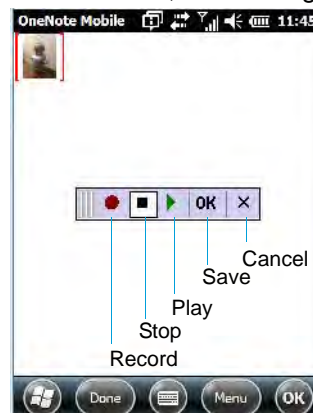 OneNote Mobile 11:45
OK
Cancel
Save
Play
Stop
Record
Done Menu OK